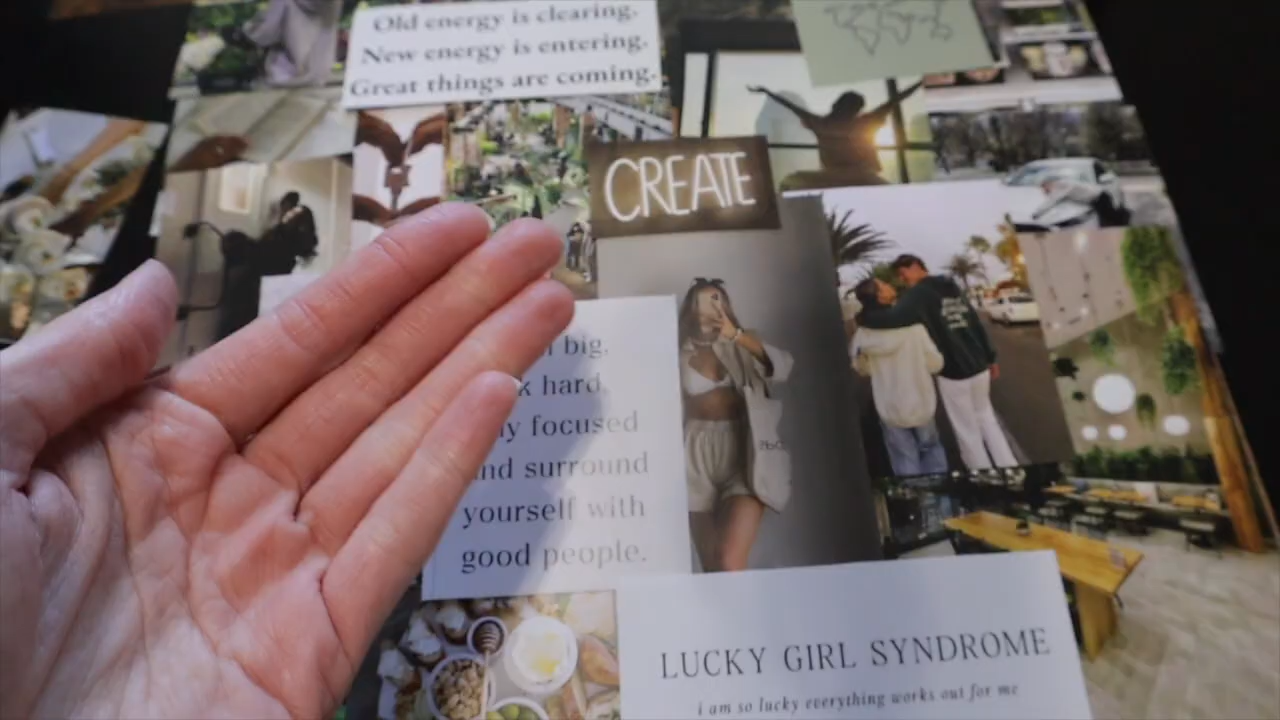 Old energy is clearing.
New energy is entering.
Great things are coming.
CREATE
big,
hard,
focused
and surround
yourself with
good people.
LUCKY GIRL SYNDROME
i am so lucky everything works out for me